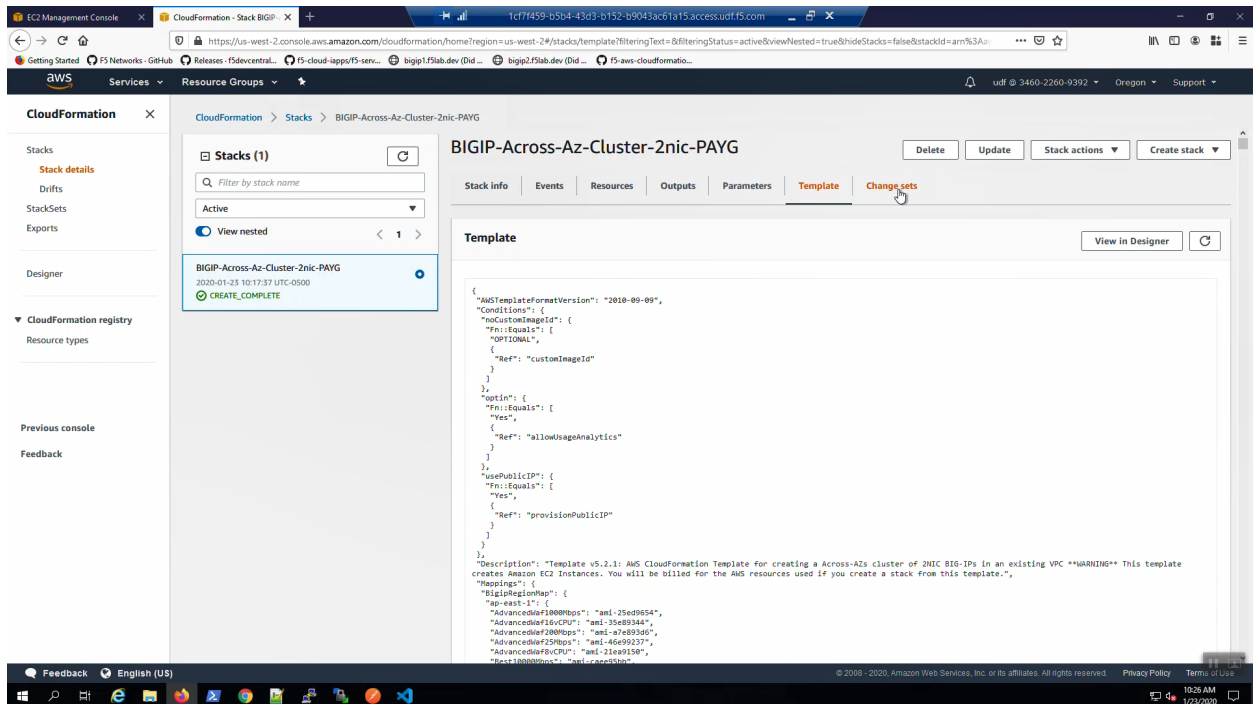 EC2 Management Console
CloudFormation - Stack BIGIP-
1cf7f459-b5b4-43d3-b152-b9043ac61a15.access.udf.f5.com
https://us-west-2.console.aws.amazon.com/cloudformation/home?region=us-west-2#/stacks/template?filteringText=&filteringStatus=active&viewNested=true&hideStacks=false&stackId=arn%3Aa
Getting Started
F5 Networks · GitHub
Releases · f5devcentral...
f5-cloud-iapps/f5-serv...
bigip1.f5lab.dev (Did ...
bigip2.f5lab.dev (Did ...
f5-aws-cloudformatio...
aws
Services
Resource Groups
udf @ 3460-2260-9392
Oregon
Support
CloudFormation
Stacks
Stack details
Drifts
StackSets
Exports
Designer
CloudFormation registry
Resource types
Previous console
Feedback
CloudFormation > Stacks > BIGIP-Across-Az-Cluster-2nic-PAYG
Stacks (1)
Filter by stack name
Active
View nested
1
BIGIP-Across-Az-Cluster-2nic-PAYG
2020-01-23 10:17:37 UTC-0500
CREATE_COMPLETE
BIGIP-Across-Az-Cluster-2nic-PAYG
Delete
Update
Stack actions
Create stack
Stack info
Events
Resources
Outputs
Parameters
Template
Change sets
Template
View in Designer
{
"AWSTemplateFormatVersion": "2010-09-09",
"Conditions": {
"noCustomImageId": {
"Fn::Equals": [
"OPTIONAL",
{
"Ref": "customImageId"
}
]
},
"optin": {
"Fn::Equals": [
"Yes",
{
"Ref": "allowUsageAnalytics"
}
]
},
"usePublicIP": {
"Fn::Equals": [
"Yes",
{
"Ref": "provisionPublicIP"
}
]
}
},
"Description": "Template v5.2.1: AWS CloudFormation Template for creating a Across-AZs cluster of 2NIC BIG-IPs in an existing VPC **WARNING** This template
creates Amazon EC2 Instances. You will be billed for the AWS resources used if you create a stack from this template.",
"Mappings": {
"BigipRegionMap": {
"ap-east-1": {
"AdvancedWaf1000Mbps": "ami-25ed9654",
"AdvancedWaf16vCPU": "ami-35e89344",
"AdvancedWaf200Mbps": "ami-a7e893d6",
"AdvancedWaf25Mbps": "ami-46e99237",
"AdvancedWaf8vCPU": "ami-21ea9150",
"Best10000Mbps": "ami-caee95bb",
Feedback
English (US)
© 2008 - 2020, Amazon Web Services, Inc. or its affiliates. All rights reserved.
Privacy Policy
Terms of Use
10:26 AM
1/23/2020